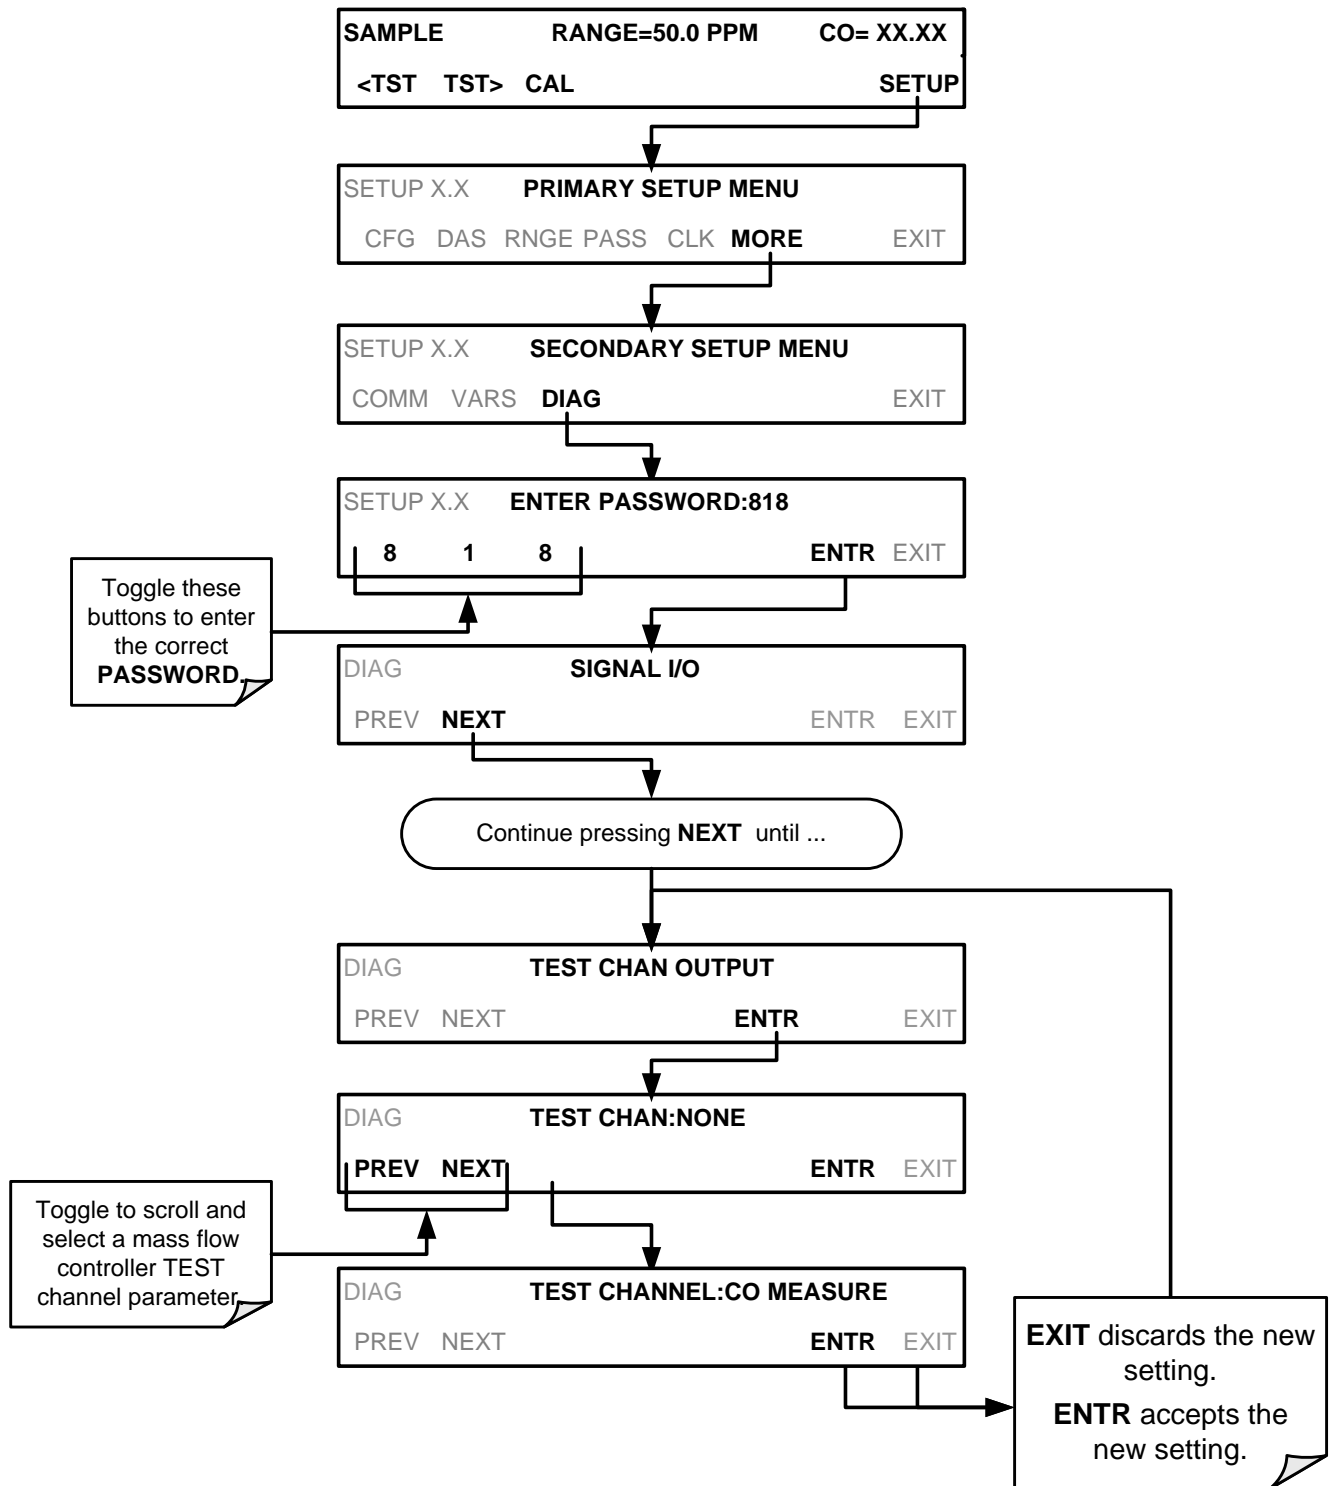 SAMPLE RANGE=50.0 PPM CO= XX.XX
<TST TST> CAL SETUP
SETUP X.X PRIMARY SETUP MENU
CFG DAS RNGE PASS CLK MORE EXIT
SETUP X.X SECONDARY SETUP MENU
COMM VARS DIAG EXIT
SETUP X.X ENTER PASSWORD:818
8 1 8 ENTR EXIT
Toggle these
buttons to enter
the correct
PASSWORD.
DIAG SIGNAL I/O
PREV NEXT ENTR EXIT
Continue pressing NEXT until ...
DIAG TEST CHAN OUTPUT
PREV NEXT ENTR EXIT
DIAG TEST CHAN:NONE
PREV NEXT ENTR EXIT
Toggle to scroll and
select a mass flow
controller TEST
channel parameter.
DIAG TEST CHANNEL:CO MEASURE
PREV NEXT ENTR EXIT
EXIT discards the new
setting.
ENTR accepts the
new setting.